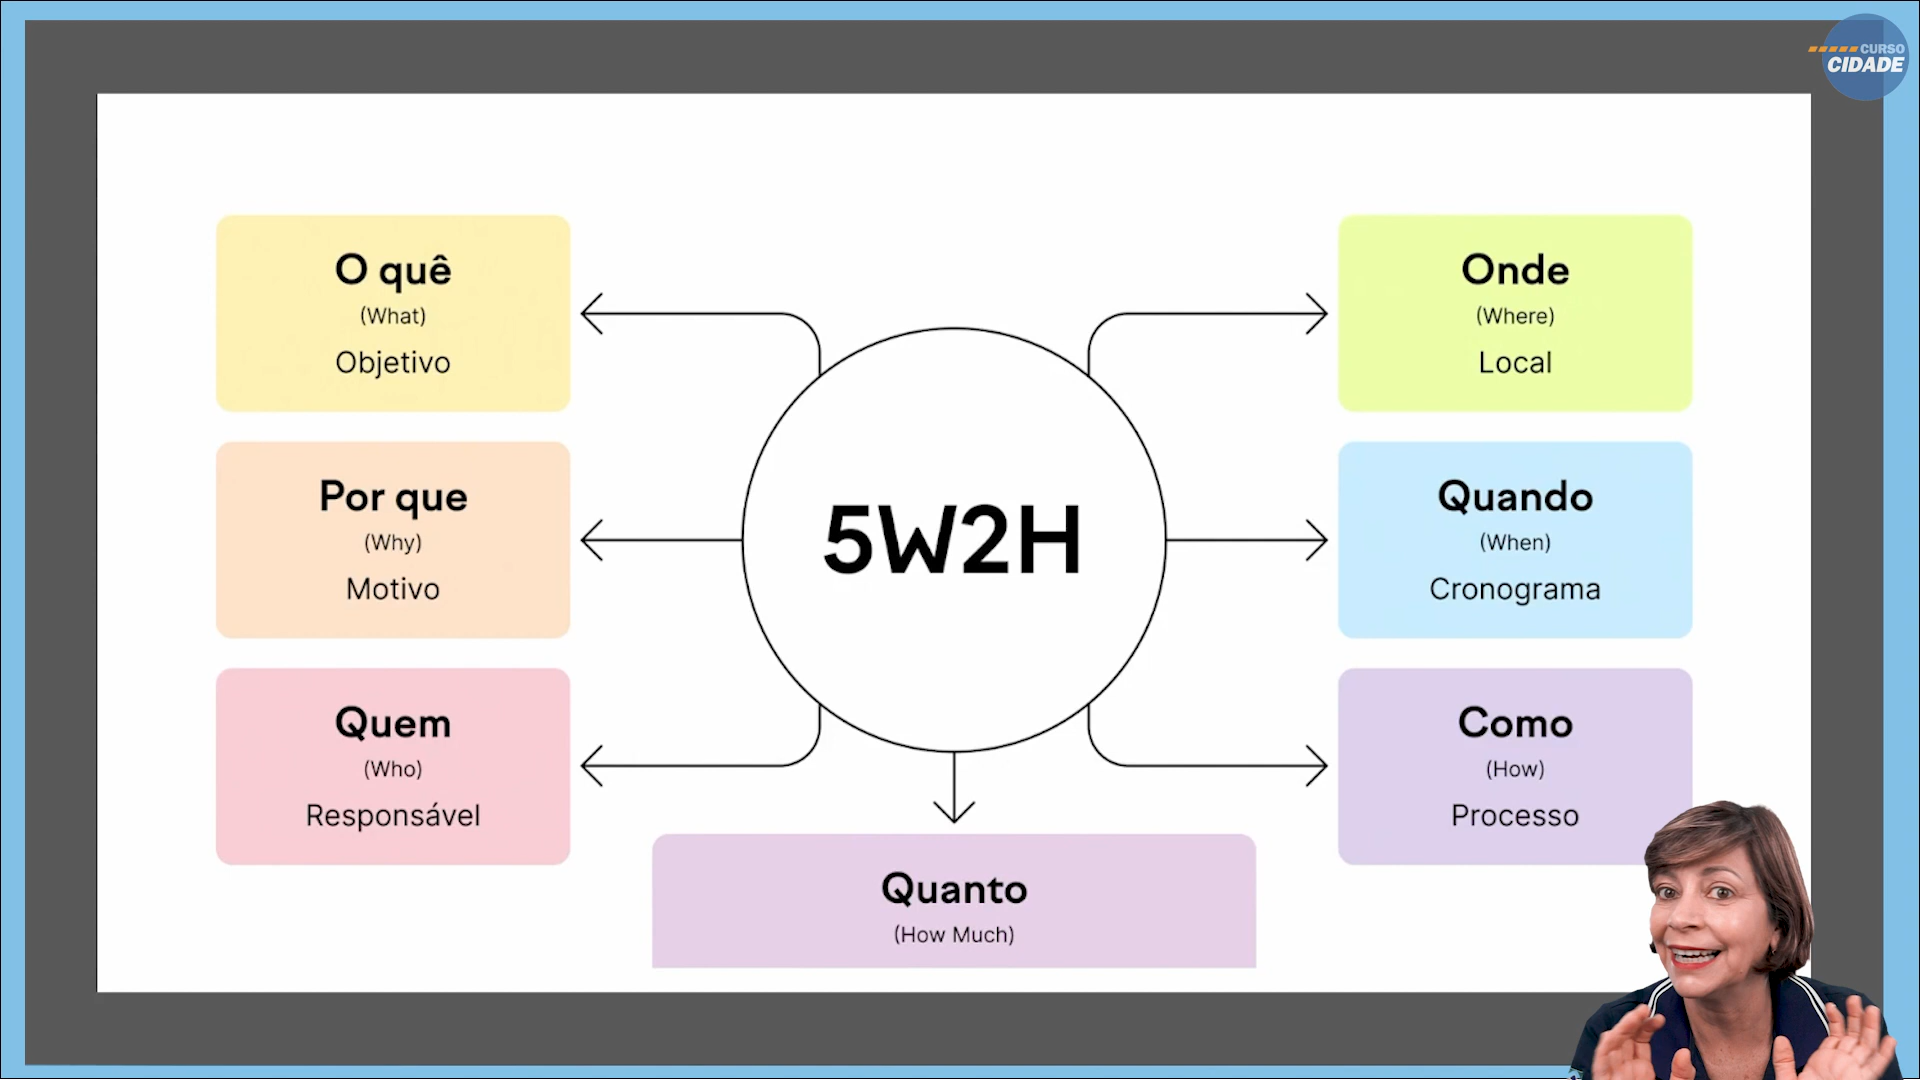 CURSO
CIDADE
O quê
(What)
Objetivo
Por que
(Why)
Motivo
Quem
(Who)
Responsável
5W2H
Quanto
(How Much)
Onde
(Where)
Local
Quando
(When)
Cronograma
Como
(How)
Processo